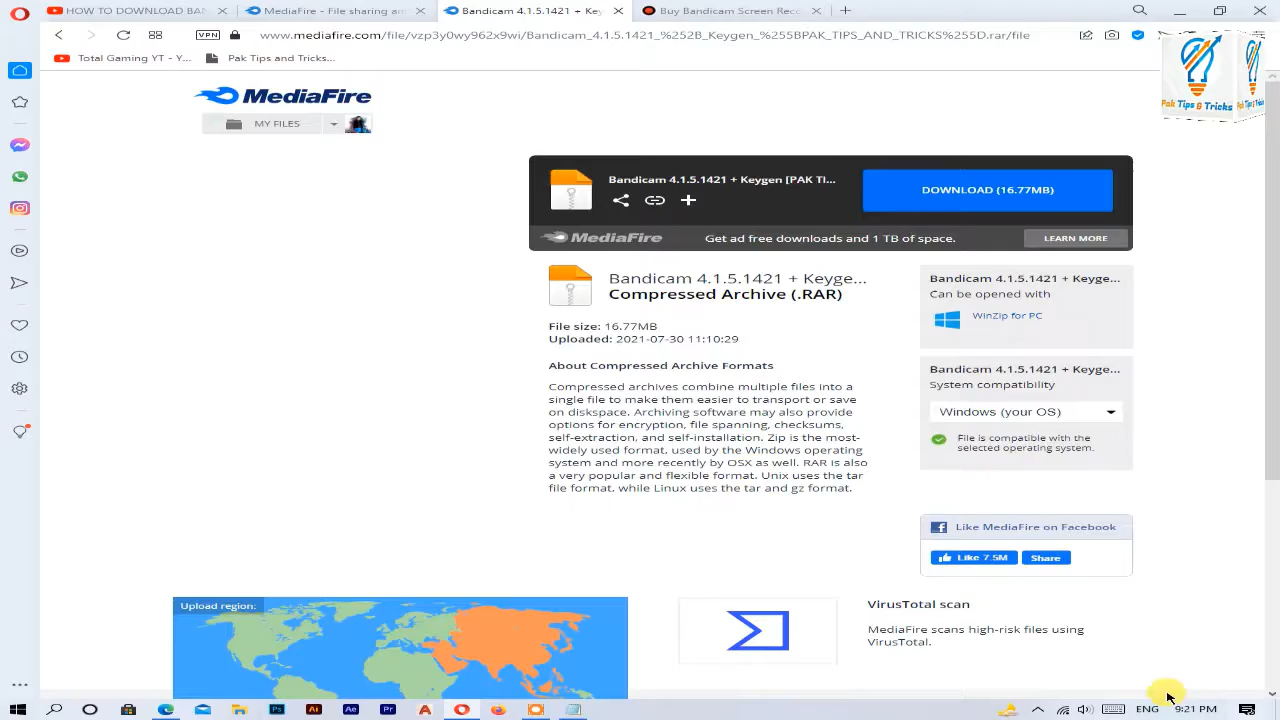 HOW TO DOWNLOAD BAN
MediaFire - File sharing an
Bandicam 4.1.5.1421 + Key
Buy Bandicam Screen Reco
VPN
www.mediafire.com/file/vzp3y0wy962x9wi/Bandicam_4.1.5.1421_%252B_Keygen_%255BPAK_TIPS_AND_TRICKS%255D.rar/file
Total Gaming YT - Y...
Pak Tips and Tricks...
Pak Tips & Tricks
Pak Tips & Tricks
MediaFire
MY FILES
Bandicam 4.1.5.1421 + Keygen [PAK TI...
DOWNLOAD (16.77MB)
MediaFire
Get ad free downloads and 1 TB of space.
LEARN MORE
Bandicam 4.1.5.1421 + Keyge...
Compressed Archive (.RAR)
File size: 16.77MB
Uploaded: 2021-07-30 11:10:29
About Compressed Archive Formats
Compressed archives combine multiple files into a
single file to make them easier to transport or save
on diskspace. Archiving software may also provide
options for encryption, file spanning, checksums,
self-extraction, and self-installation. Zip is the most-
widely used format, used by the Windows operating
system and more recently by OSX as well. RAR is also
a very popular and flexible format. Unix uses the tar
file format, while Linux uses the tar and gz format.
Bandicam 4.1.5.1421 + Keyge...
Can be opened with
WinZip for PC
Bandicam 4.1.5.1421 + Keyge...
System compatibility
Windows (your OS)
File is compatible with the
selected operating system.
Like MediaFire on Facebook
Like 7.5M
Share
Upload region:
VirusTotal scan
MediaFire scans high-risk files using
VirusTotal.
Ps
Ai
Ae
Pr
A
ENG
9:21 PM